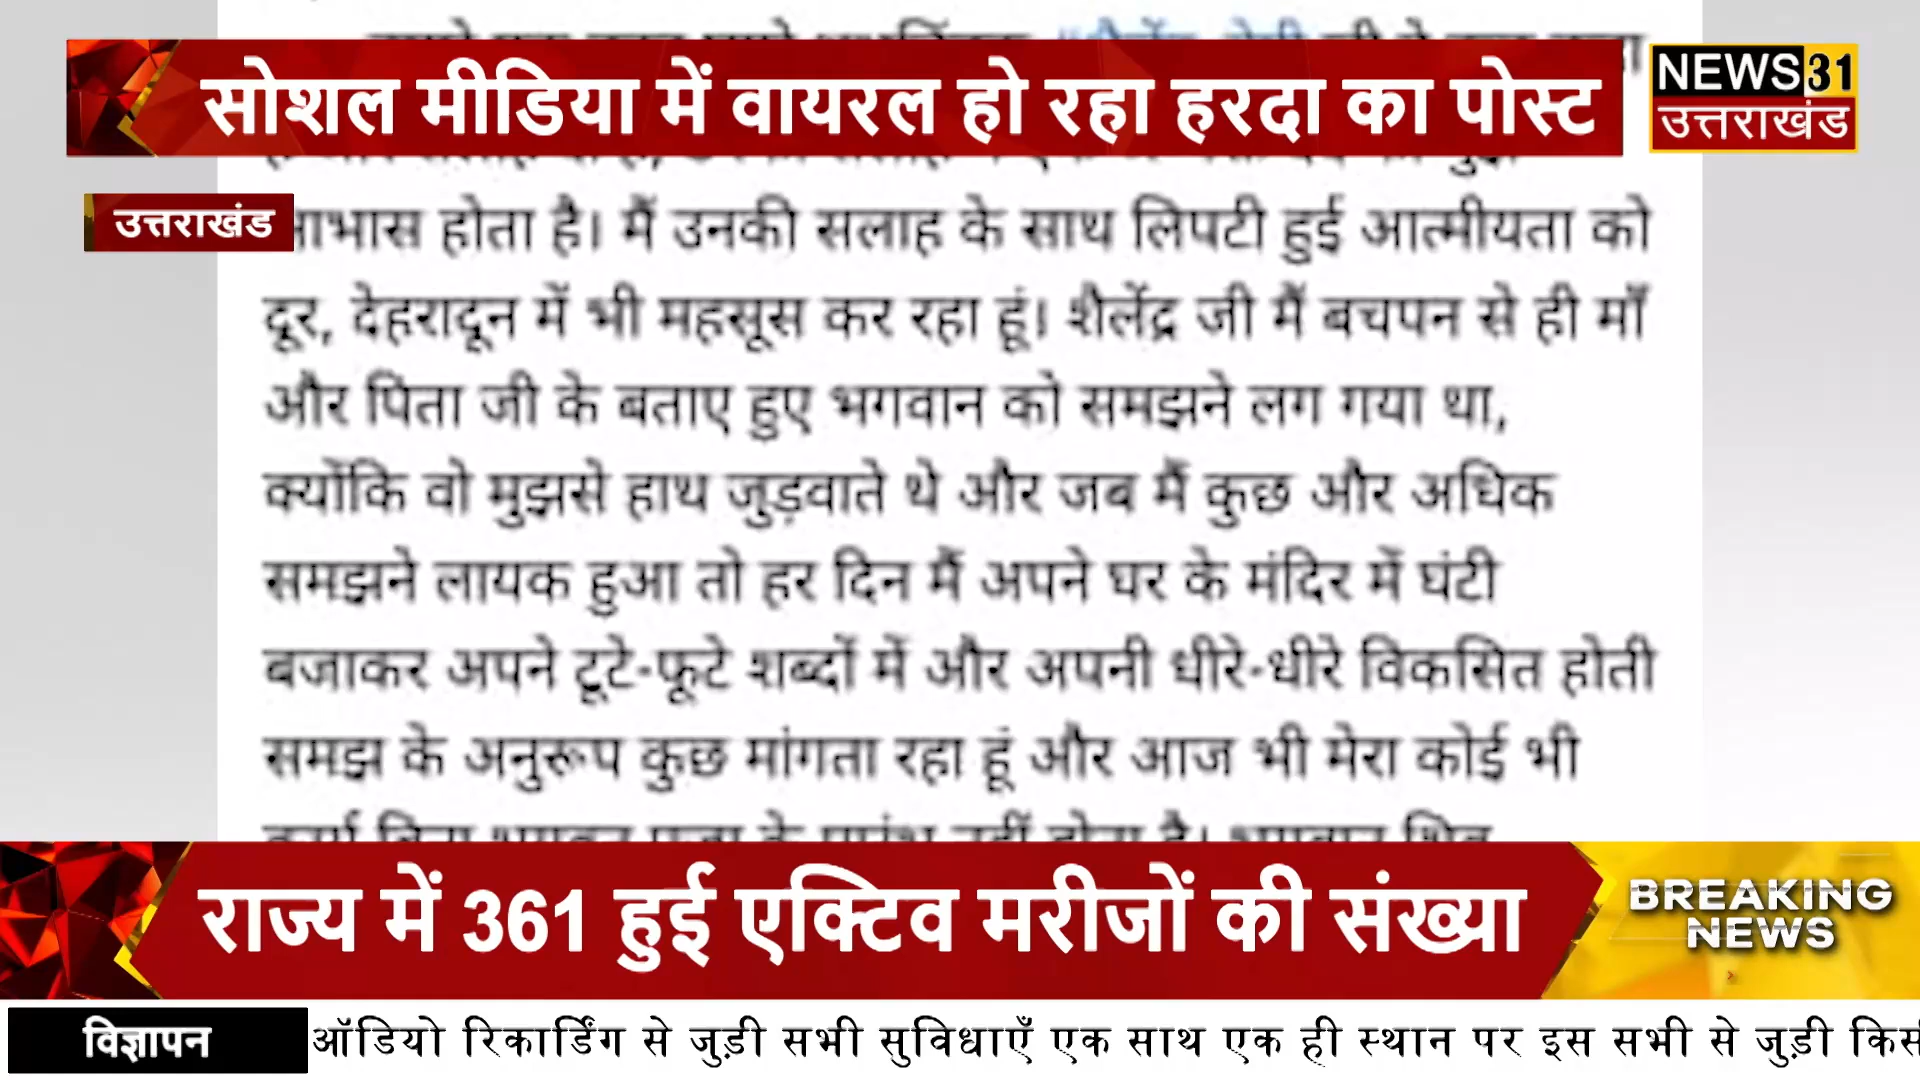 सोशल मीडिया में वायरल हो रहा हरदा का पोस्ट
NEWS 31
उत्तराखंड
उत्तराखंड
होता है। मैं उनकी सलाह के साथ लिपटी हुई आत्मीयता को
दूर, देहरादून में भी महसूस कर रहा हूं। शैलेंद्र जी मैं बचपन से ही माँ
और पिता जी के बताए हुए भगवान को समझने लग गया था,
क्योंकि वो मुझसे हाथ जुड़वाते थे और जब मैं कुछ और अधिक
समझने लायक हुआ तो हर दिन मैं अपने घर के मंदिर में घंटी
बजाकर अपने टूटे-फूटे शब्दों में और अपनी धीरे-धीरे विकसित होती
समझ के अनुरूप कुछ मांगता रहा हूं और आज भी मेरा कोई भी
राज्य में 361 हुई एक्टिव मरीजों की संख्या
BREAKING
NEWS
विज्ञापन
ऑडियो रिकार्डिंग से जुड़ी सभी सुविधाएँ एक साथ एक ही स्थान पर इस सभी से जुड़ी